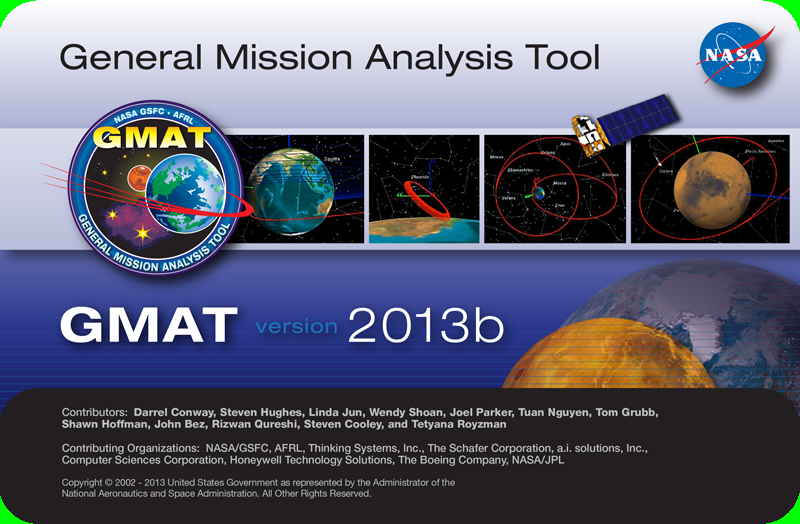 General Mission Analysis Tool
NASA
NASA GSFC • AFRL
GMAT
GENERAL MISSION ANALYSIS TOOL
Phoenix
GMAT version 2013b
Contributors: Darrel Conway, Steven Hughes, Linda Jun, Wendy Shoan, Joel Parker, Tuan Nguyen, Tom Grubb,
Shawn Hoffman, John Bez, Rizwan Qureshi, Steven Cooley, and Tetyana Royzman
Contributing Organizations: NASA/GSFC, AFRL, Thinking Systems, Inc., The Schafer Corporation, a.i. solutions, Inc.,
Computer Sciences Corporation, Honeywell Technology Solutions, The Boeing Company, NASA/JPL
Copyright © 2002 - 2013 United States Government as represented by the Administrator of the
National Aeronautics and Space Administration. All Other Rights Reserved.